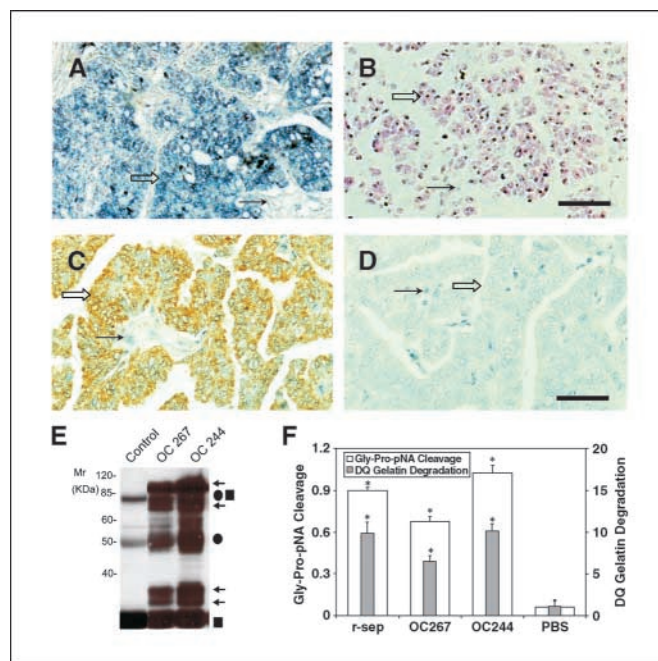 A
B
C
D
E
Control
OC 267
OC 244
Mr
(KDa)
120-
85-
60-
50-
40-
F
1.2
0.9
0.6
0.3
0
Gly-Pro-pNA Cleavage
Gly-Pro-pNA Cleavage
DQ Gelatin Degradation
* * * * * *
20
15
10
5
0
DQ Gelatin Degradation
r-sep OC267 OC244 PBS